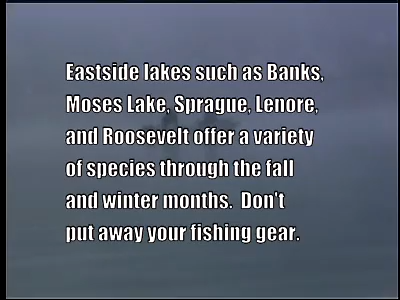 Eastside lakes such as Banks,
Moses Lake, Sprague, Lenore,
and Roosevelt offer a variety
of species through the fall
and winter months.  Don't
put away your fishing gear.